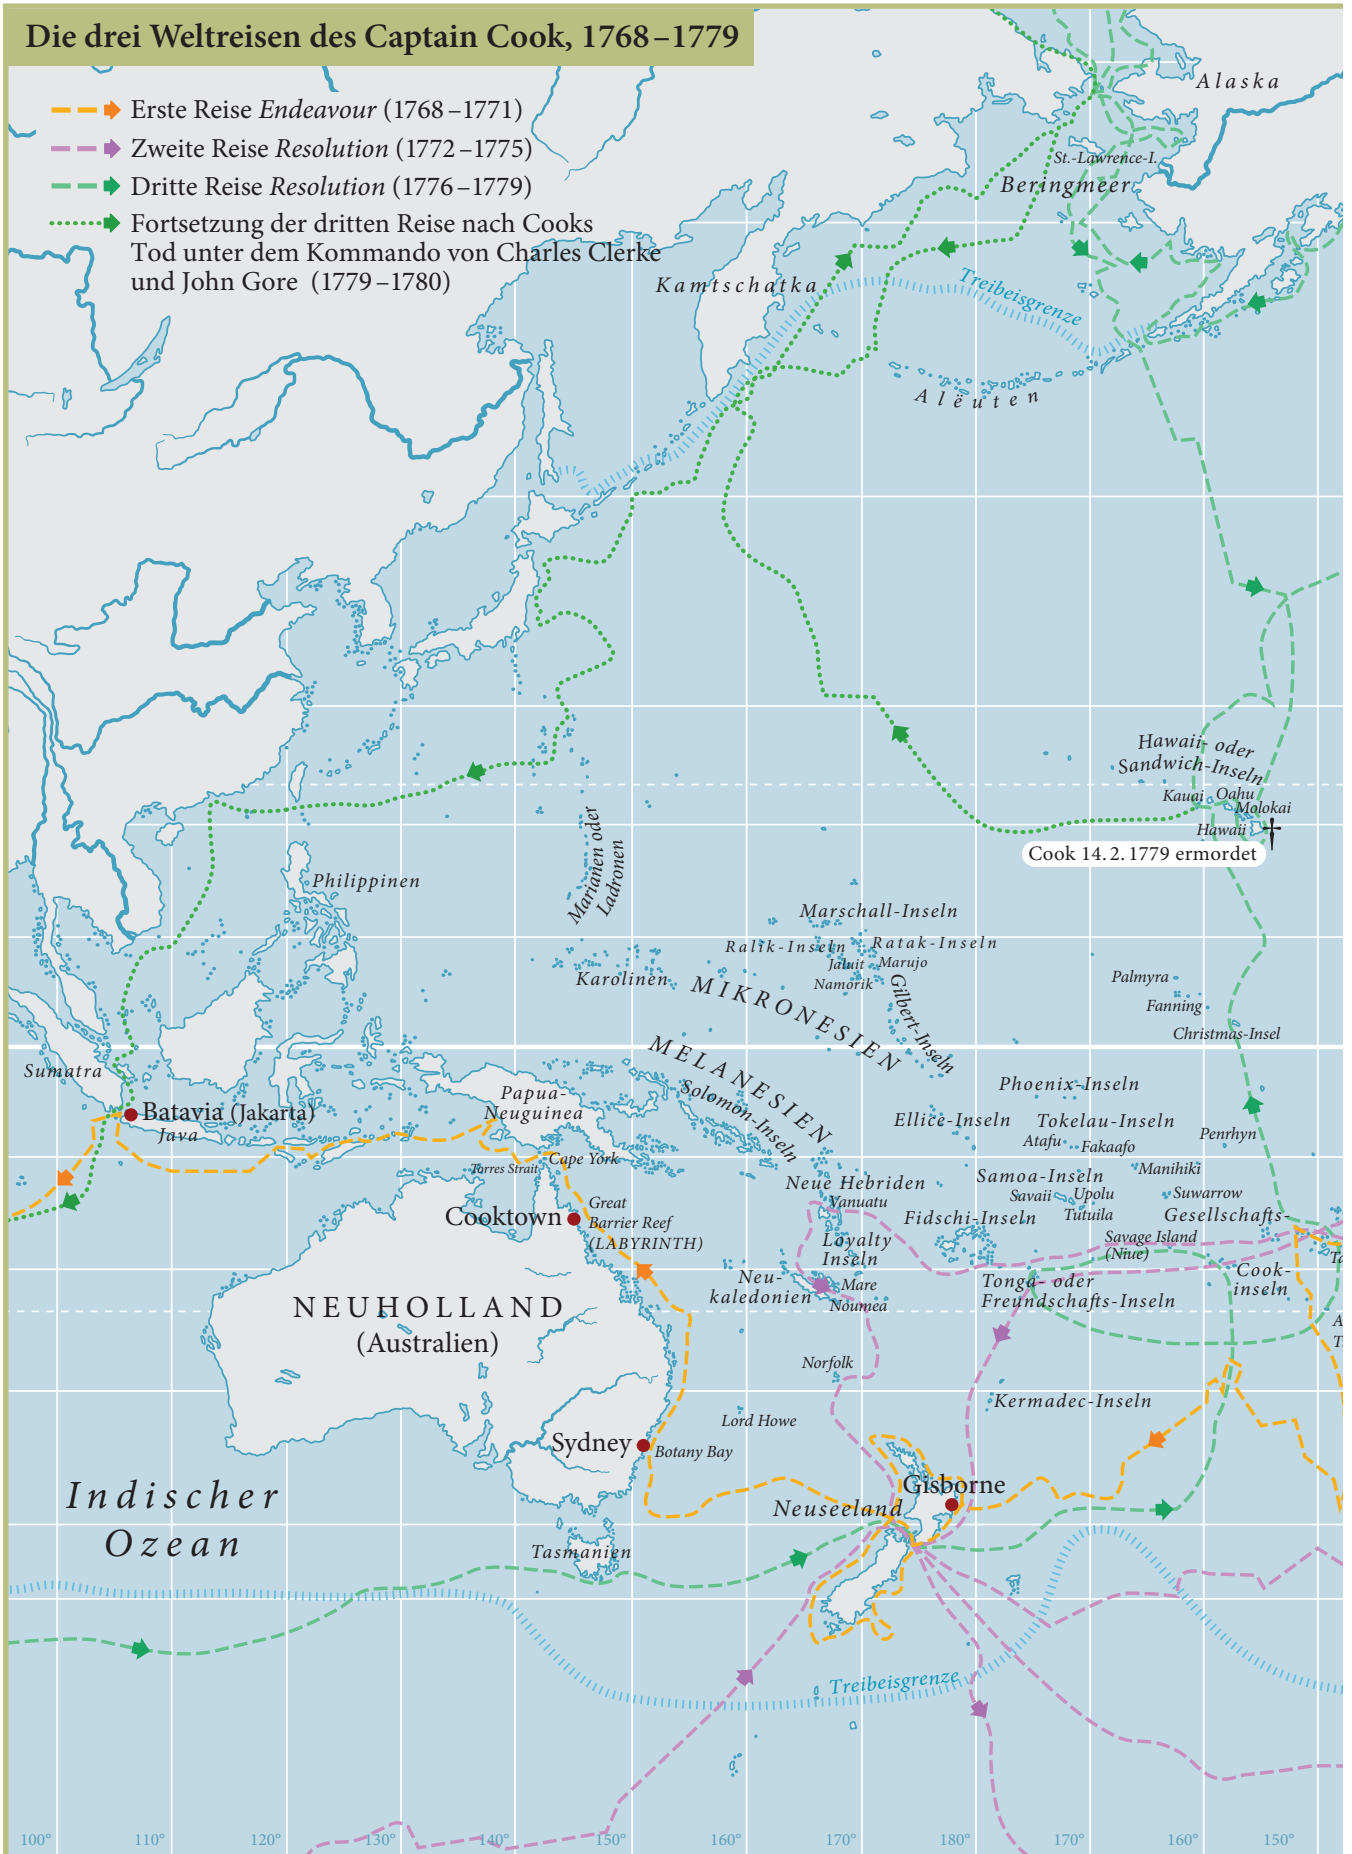 Die drei Weltreisen des Captain Cook, 1768–1779
Erste Reise Endeavour (1768–1771)
Zweite Reise Resolution (1772–1775)
Dritte Reise Resolution (1776–1779)
Fortsetzung der dritten Reise nach Cooks
Tod unter dem Kommando von Charles Clerke
und John Gore (1779–1780)
Alaska
St.-Lawrence-I.
Beringmeer
Kamtschatka
Treibeisgrenze
Alëuten
Hawaii- oder
Sandwich-Inseln
Kauai
Oahu
Molokai
Hawaii
Cook 14. 2. 1779 ermordet
Marianen oder
Ladronen
Philippinen
Marschall-Inseln
Ralik-Inseln
Ratak-Inseln
Jaluit
Marujo
Namorik
Karolinen
MIKRONESIEN
Gilbert-Inseln
Palmyra
Fanning
Christmas-Insel
MELANESIEN
Solomon-Inseln
Sumatra
Batavia (Jakarta)
Java
Papua-
Neuguinea
Phoenix-Inseln
Ellice-Inseln
Tokelau-Inseln
Atafu
Fakaafo
Penrhyn
Torres Strait
Cape York
Manihiki
Samoa-Inseln
Neue Hebriden
Vanuatu
Savaii
Upolu
Tutuila
Suwarrow
Gesellschafts-
Cooktown
Great
Barrier Reef
(LABYRINTH)
Fidschi-Inseln
Savage Island
(Niue)
Loyalty
Inseln
Ta
Neu-
kaledonien
Mare
Noumea
Tonga- oder
Freundschafts-Inseln
Cook-
inseln
NEUHOLLAND
(Australien)
A
T
Norfolk
Kermadec-Inseln
Lord Howe
Sydney
Botany Bay
Gisborne
Neuseeland
Indischer
Ozean
Tasmanien
Treibeisgrenze
100°
110°
120°
130°
140°
150°
160°
170°
180°
170°
160°
150°